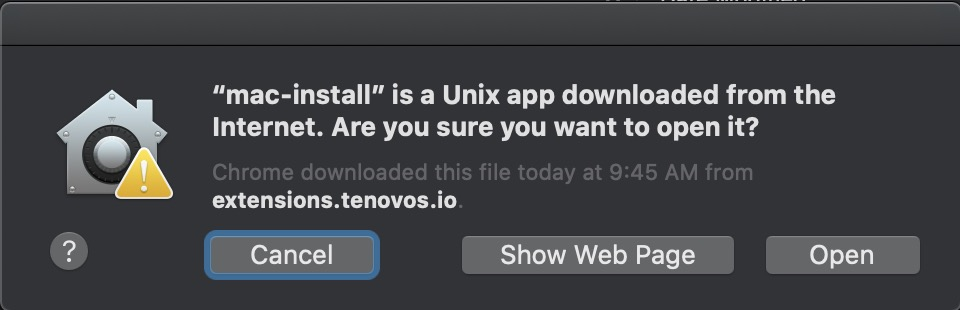 “mac-install” is a Unix app downloaded from the
Internet. Are you sure you want to open it?
Chrome downloaded this file today at 9:45 AM from
extensions.tenovos.io.
?
Cancel
Show Web Page
Open